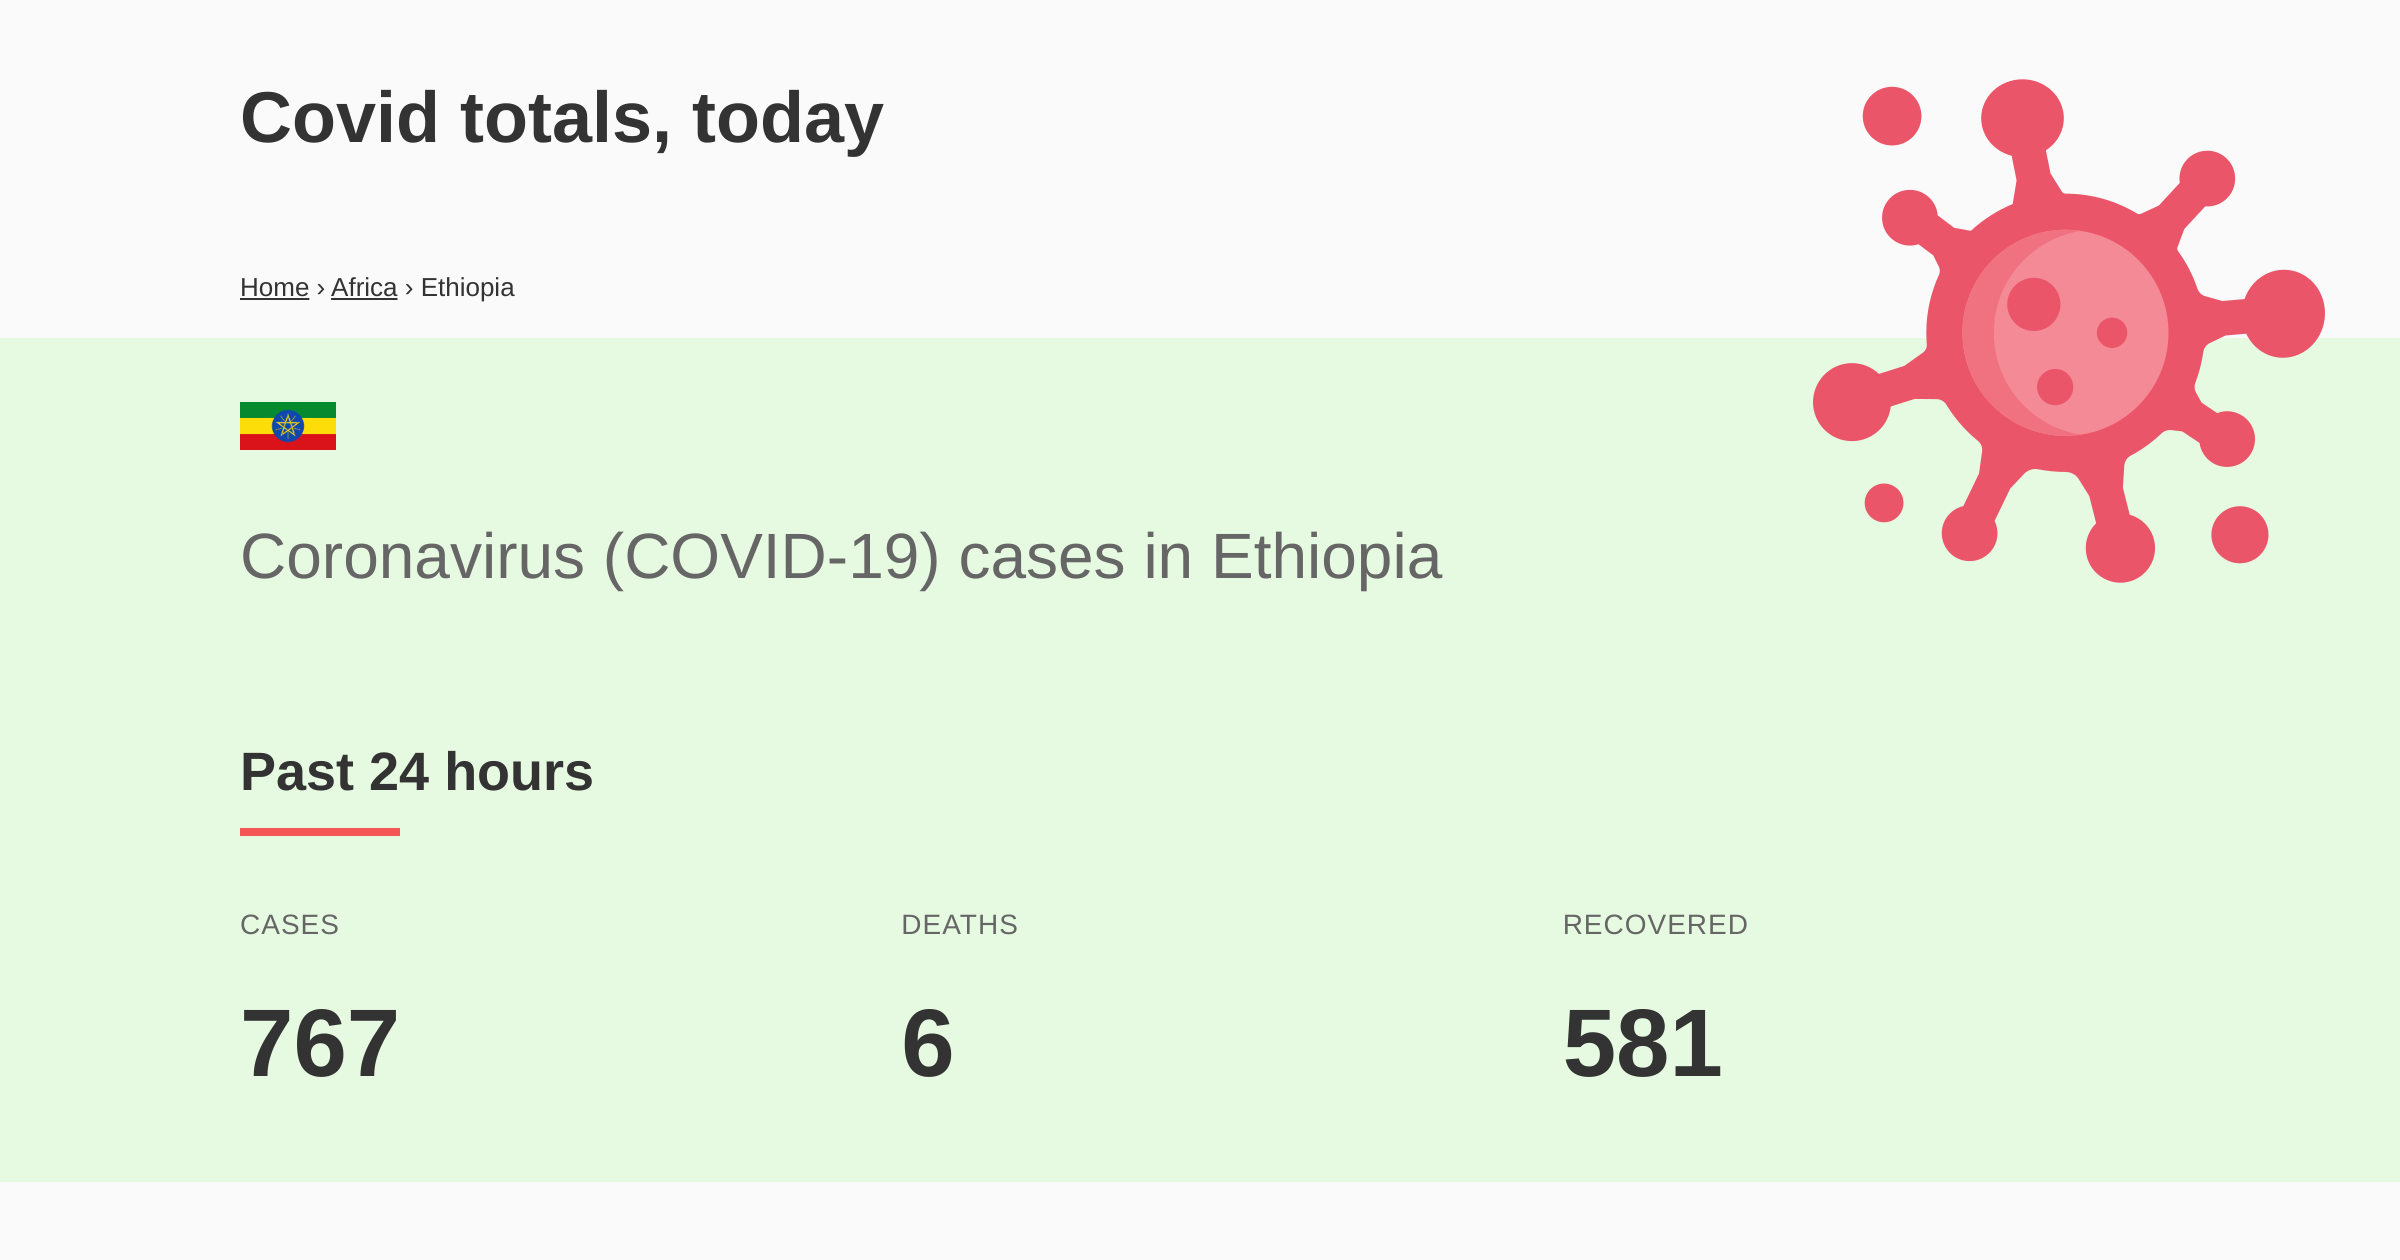 Covid totals, today
Home › Africa › Ethiopia
Coronavirus (COVID-19) cases in Ethiopia
Past 24 hours
CASES DEATHS RECOVERED
767 6 581